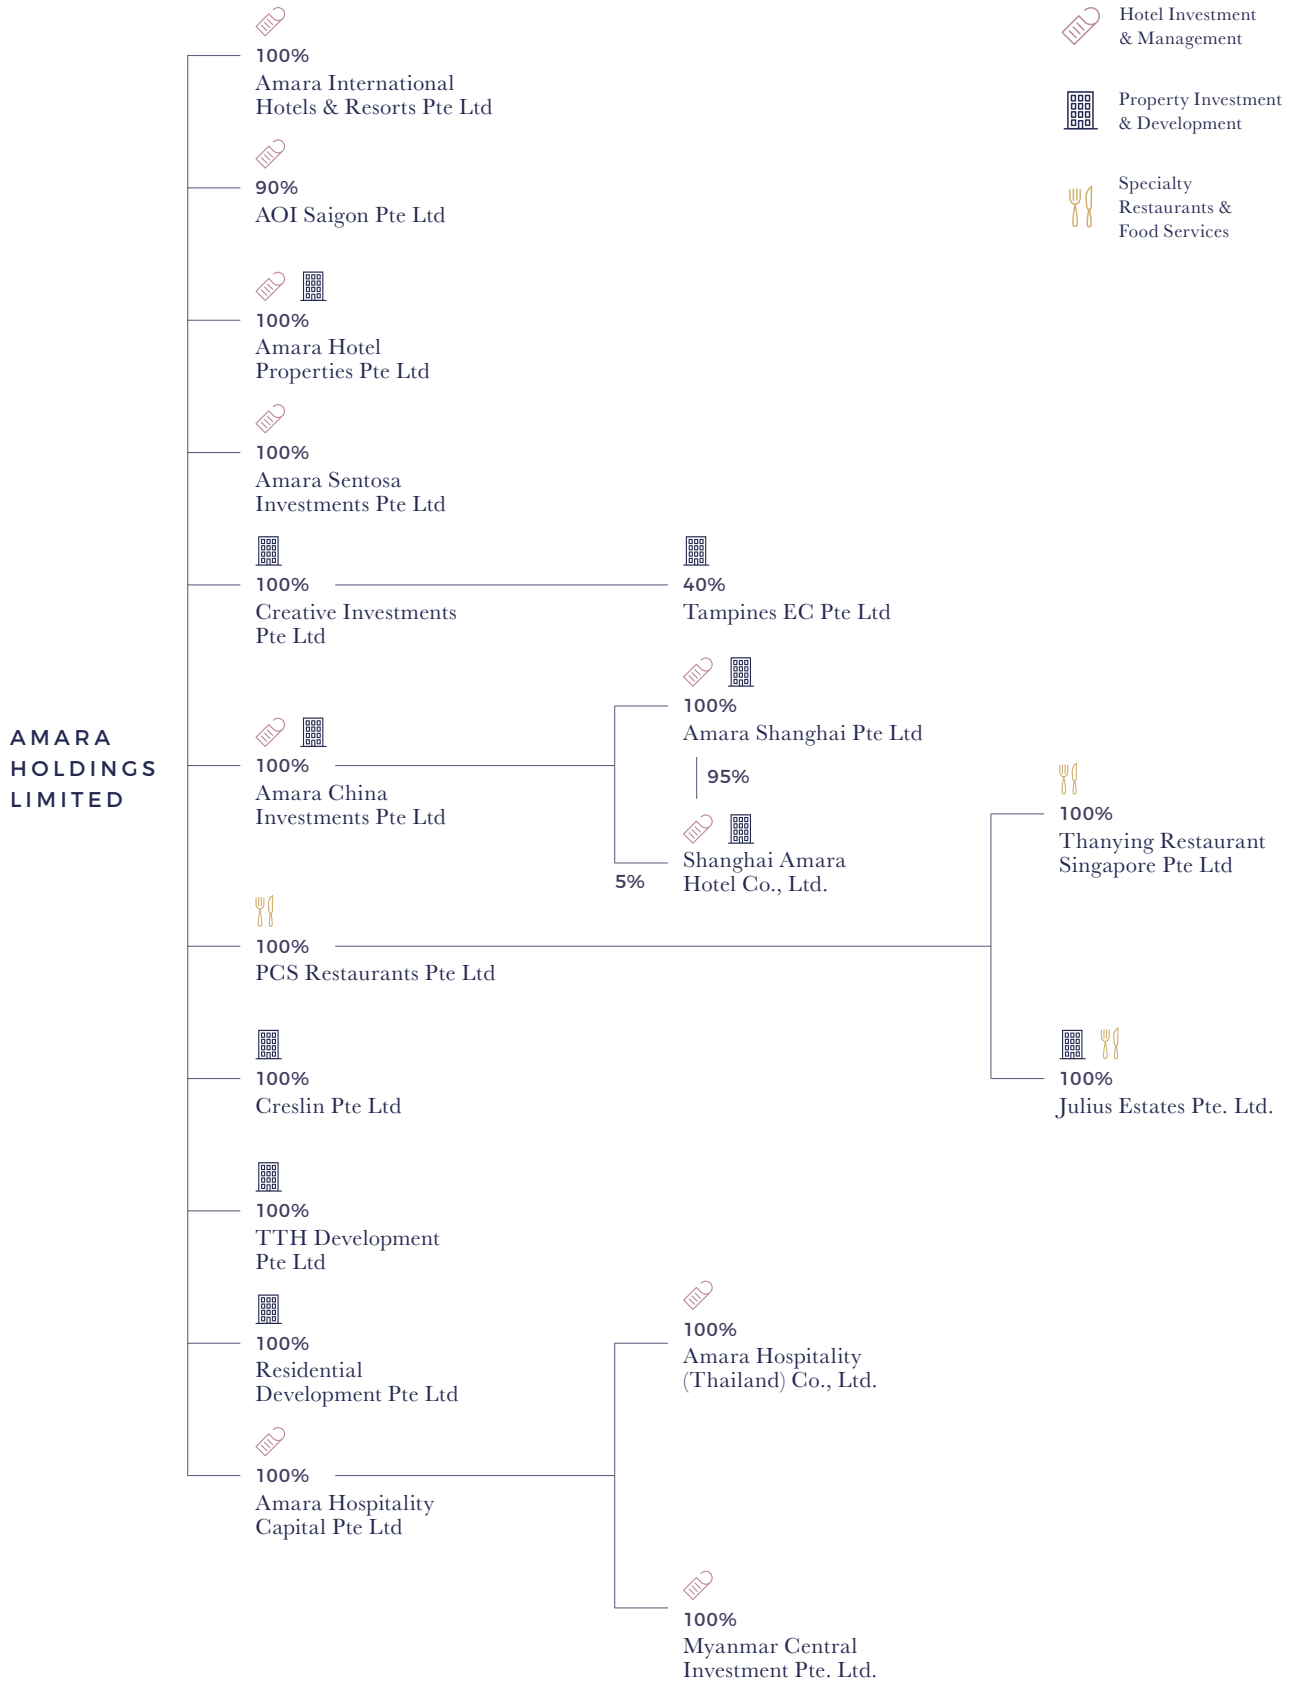 Hotel Investment
& Management
Property Investment
& Development
Specialty
Restaurants &
Food Services
AMARA
HOLDINGS
LIMITED
100%
Amara International
Hotels & Resorts Pte Ltd
90%
AOI Saigon Pte Ltd
100%
Amara Hotel
Properties Pte Ltd
100%
Amara Sentosa
Investments Pte Ltd
100%
Creative Investments
Pte Ltd
40%
Tampines EC Pte Ltd
100%
Amara China
Investments Pte Ltd
100%
Amara Shanghai Pte Ltd
95%
Shanghai Amara
Hotel Co., Ltd.
5%
100%
PCS Restaurants Pte Ltd
100%
Thanying Restaurant
Singapore Pte Ltd
100%
Julius Estates Pte. Ltd.
100%
Creslin Pte Ltd
100%
TTH Development
Pte Ltd
100%
Residential
Development Pte Ltd
100%
Amara Hospitality
Capital Pte Ltd
100%
Amara Hospitality
(Thailand) Co., Ltd.
100%
Myanmar Central
Investment Pte. Ltd.